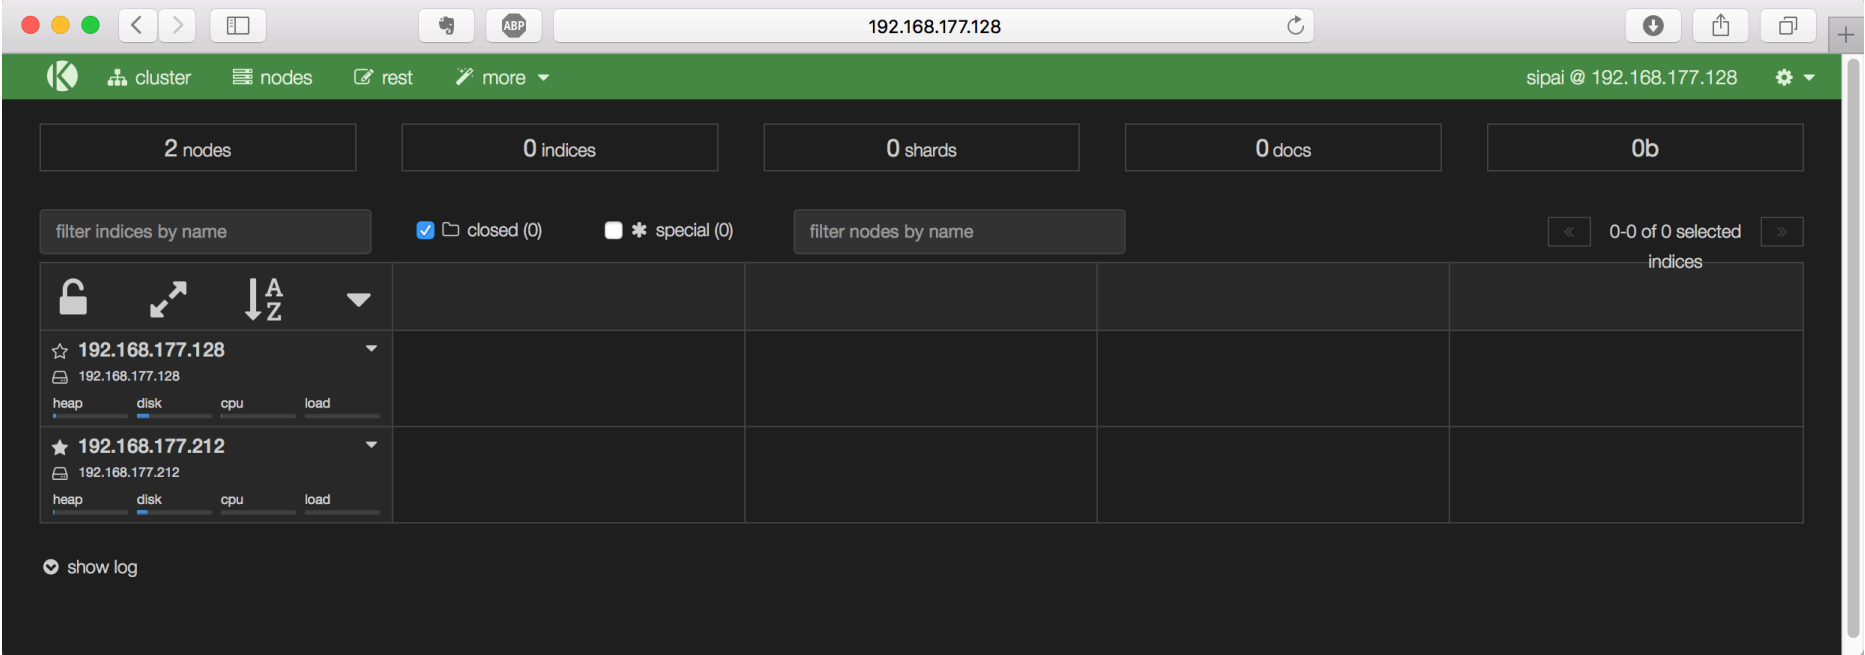 ABP
192.168.177.128
cluster nodes rest more sipai @ 192.168.177.128
2 nodes 0 indices 0 shards 0 docs 0b
filter indices by name closed (0) special (0) filter nodes by name « 0-0 of 0 selected »
indices
A
Z
192.168.177.128
192.168.177.128
heap disk cpu load
192.168.177.212
192.168.177.212
heap disk cpu load
show log